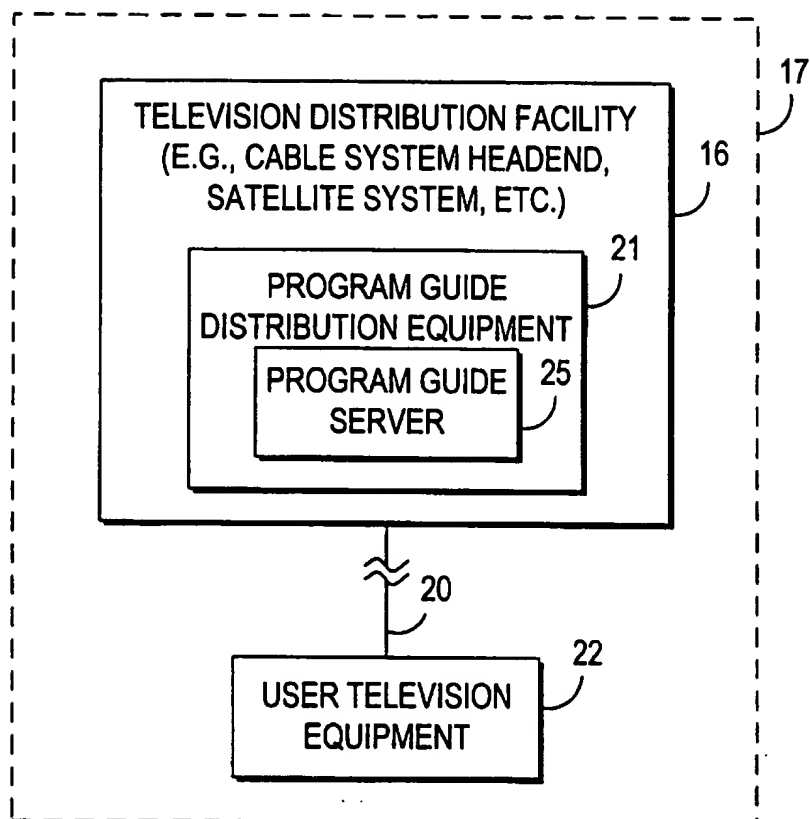 17
TELEVISION DISTRIBUTION FACILITY
(E.G., CABLE SYSTEM HEADEND,
SATELLITE SYSTEM, ETC.)
16
PROGRAM GUIDE
DISTRIBUTION EQUIPMENT
21
PROGRAM GUIDE
SERVER
25
20
USER TELEVISION
EQUIPMENT
22